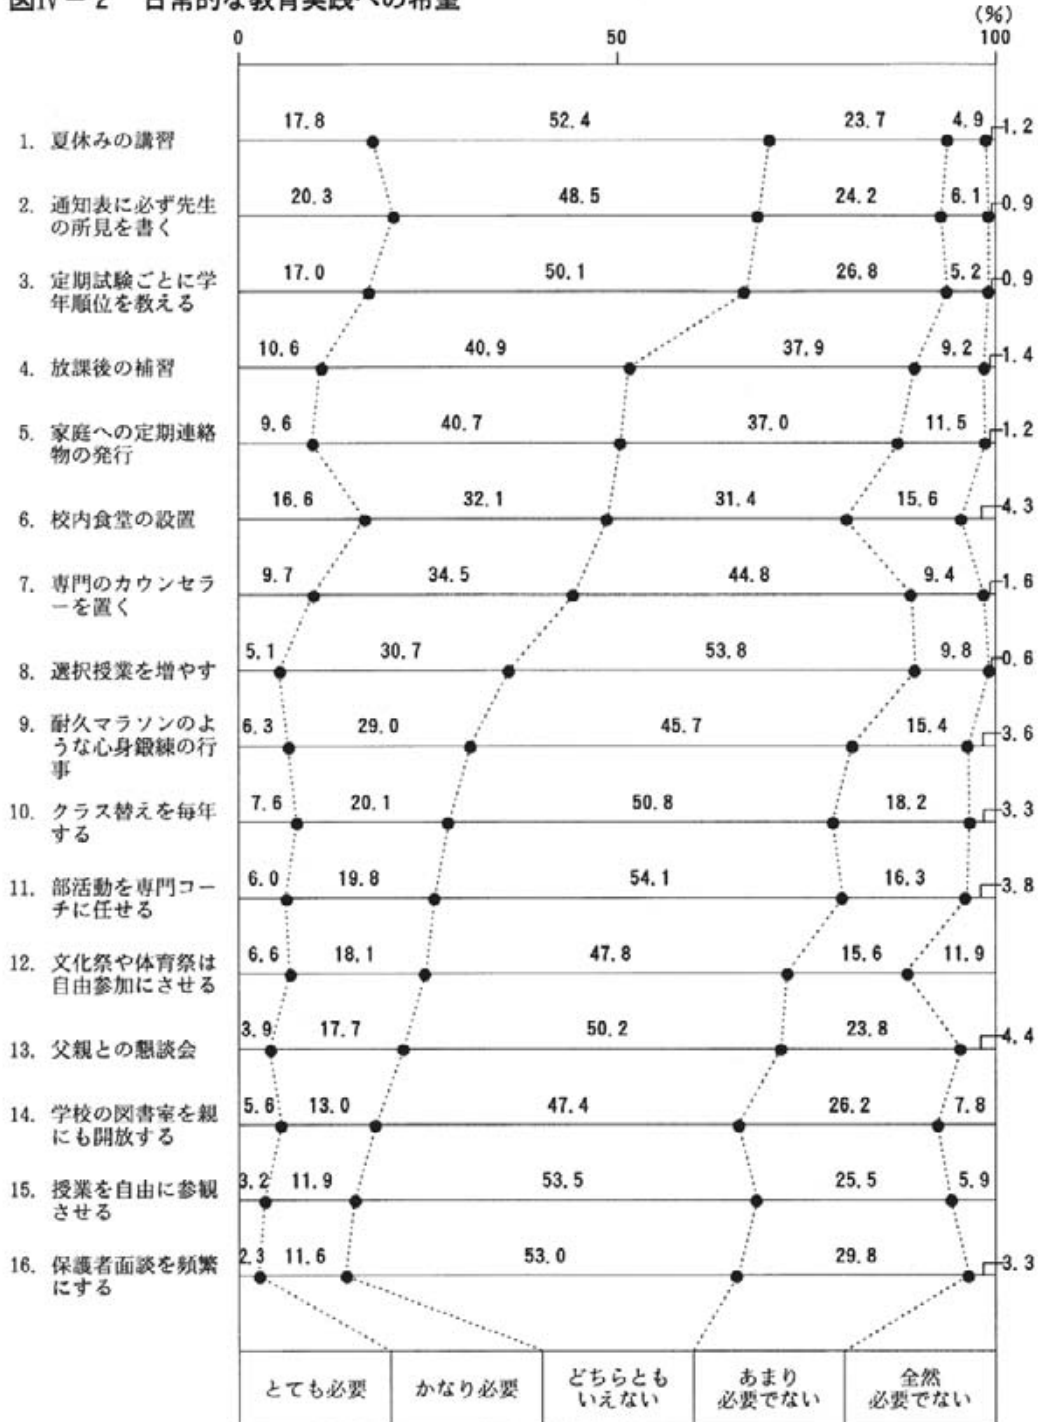 図Ⅳ－2　日常的な教育実践への希望
(%)
0 50 100
17.8 52.4 23.7 4.9 1.2
1. 夏休みの講習
20.3 48.5 24.2 6.1 0.9
2. 通知表に必ず先生
の所見を書く
17.0 50.1 26.8 5.2 0.9
3. 定期試験ごとに学
年順位を教える
10.6 40.9 37.9 9.2 1.4
4. 放課後の補習
9.6 40.7 37.0 11.5 1.2
5. 家庭への定期連絡
物の発行
16.6 32.1 31.4 15.6 4.3
6. 校内食堂の設置
9.7 34.5 44.8 9.4 1.6
7. 専門のカウンセラ
ーを置く
5.1 30.7 53.8 9.8 0.6
8. 選択授業を増やす
6.3 29.0 45.7 15.4 3.6
9. 耐久マラソンのよ
うな心身鍛練の行
事
7.6 20.1 50.8 18.2 3.3
10. クラス替えを毎年
する
6.0 19.8 54.1 16.3 3.8
11. 部活動を専門コー
チに任せる
6.6 18.1 47.8 15.6 11.9
12. 文化祭や体育祭は
自由参加にさせる
3.9 17.7 50.2 23.8 4.4
13. 父親との懇談会
5.6 13.0 47.4 26.2 7.8
14. 学校の図書室を親
にも開放する
3.2 11.9 53.5 25.5 5.9
15. 授業を自由に参観
させる
2.3 11.6 53.0 29.8 3.3
16. 保護者面談を頻繁
にする
とても必要
かなり必要
どちらとも
いえない
あまり
必要でない
全然
必要でない